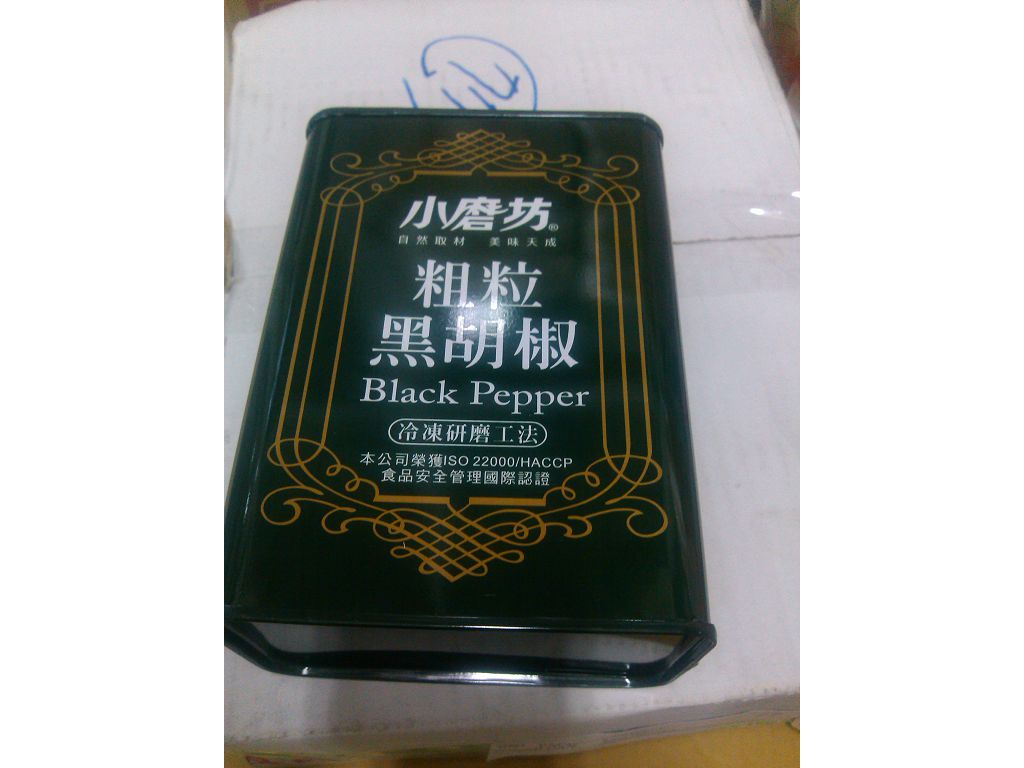 小磨坊®
自然取材 美味天成
粗粒
黑胡椒
Black Pepper
冷凍研磨工法
本公司榮獲ISO 22000/HACCP
食品安全管理國際認證